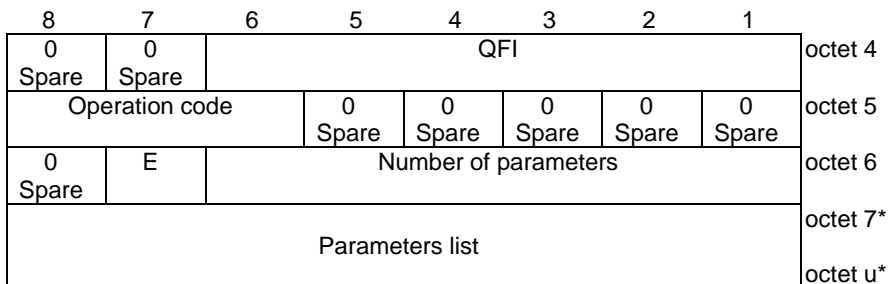 8 7 6 5 4 3 2 1
0 0 QFI octet 4
Spare Spare
Operation code 0 0 0 0 0 octet 5
Spare Spare Spare Spare Spare
0 E Number of parameters octet 6
Spare
octet 7*
Parameters list
octet u*